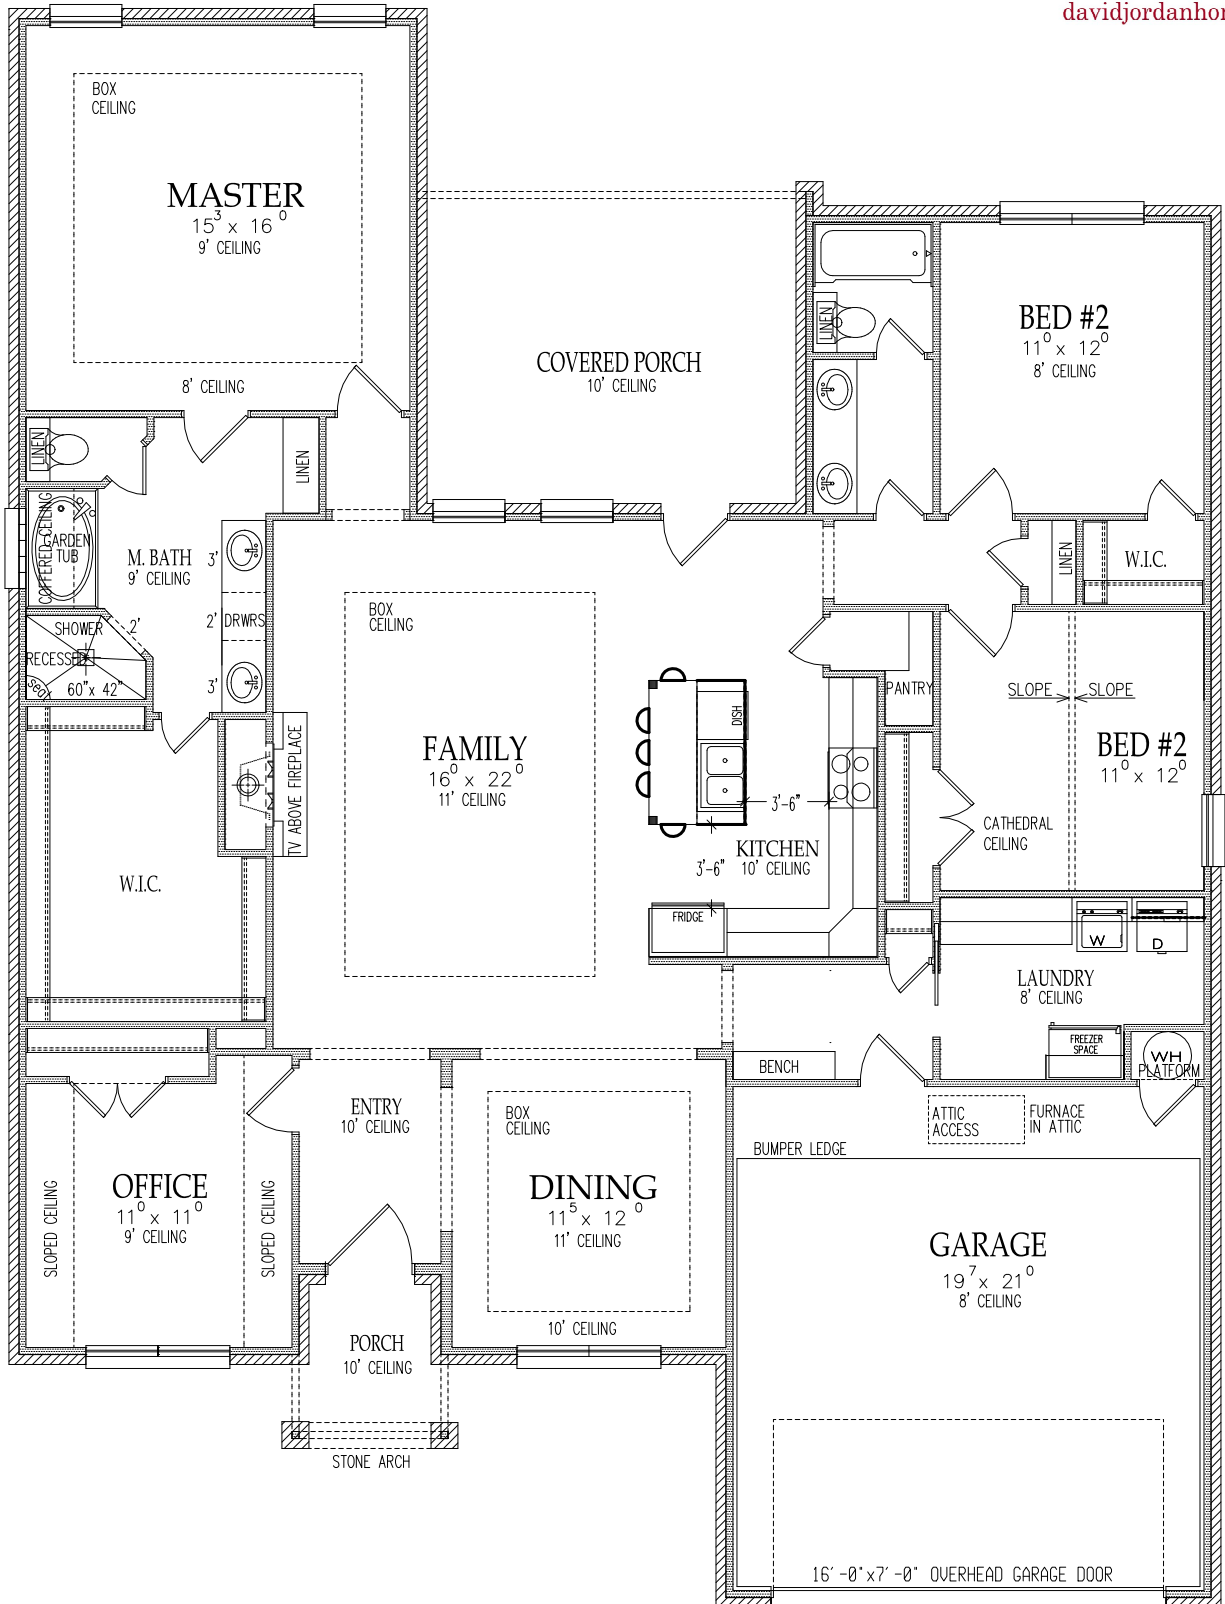 davidjordanhor
BOX
CEILING
MASTER
15³ x 16⁰
9' CEILING
8' CEILING
COVERED PORCH
10' CEILING
LINEN
BED #2
11⁰ x 12⁰
8' CEILING
LINEN
LINEN
COFFERED CEILING
GARDEN
TUB
M. BATH
9' CEILING
3'
2'
DRWRS
3'
SHOWER
2'
RECESSED
seat
60"x 42"
LINEN
W.I.C.
BOX
CEILING
FAMILY
16⁰ x 22⁰
11' CEILING
TV ABOVE FIREPLACE
DISH
3'-6"
KITCHEN
10' CEILING
3'-6"
FRIDGE
PANTRY
SLOPE
SLOPE
BED #2
11⁰ x 12⁰
CATHEDRAL
CEILING
W.I.C.
W
D
LAUNDRY
8' CEILING
FREEZER
SPACE
WH
PLATFORM
BENCH
ENTRY
10' CEILING
BOX
CEILING
DINING
11⁵ x 12⁰
11' CEILING
10' CEILING
ATTIC
ACCESS
FURNACE
IN ATTIC
BUMPER LEDGE
OFFICE
11⁰ x 11⁰
9' CEILING
SLOPED CEILING
SLOPED CEILING
GARAGE
19⁷ x 21⁰
8' CEILING
PORCH
10' CEILING
STONE ARCH
16'-0"x7'-0" OVERHEAD GARAGE DOOR